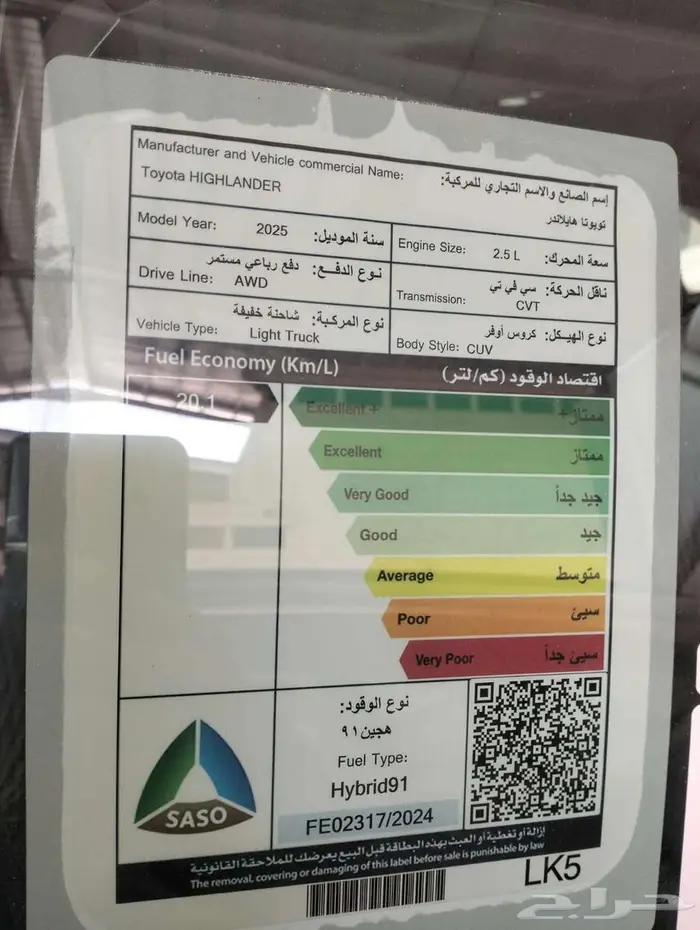 Manufacturer and Vehicle commercial Name:
إسم الصانع والاسم التجاري للمركبة:
Toyota HIGHLANDER
تويوتا هايلاندر
Model Year: 2025 سنة الموديل:
Engine Size: 2.5 L سعة المحرك:
نوع الدفع: دفع رباعي مستمر
Drive Line: AWD
ناقل الحركة: سي في تي
Transmission: CVT
نوع المركبة: شاحنة خفيفة
Vehicle Type: Light Truck
نوع الهيكل: كروس أوفر
Body Style: CUV
Fuel Economy (Km/L) اقتصاد الوقود (كم/لتر)
20.1
Excellent + ممتاز+
Excellent ممتاز
Very Good جيد جداً
Good جيد
Average متوسط
Poor سيئ
Very Poor سيئ جداً
نوع الوقود:
هجين٩١
Fuel Type:
Hybrid91
FE02317/2024
SASO
إزالة أو تغطية أو العبث بهذه البطاقة قبل البيع يعرضك للملاحقة القانونية
The removal, covering or damaging of this label before sale is punishable by law
LK5
حراج